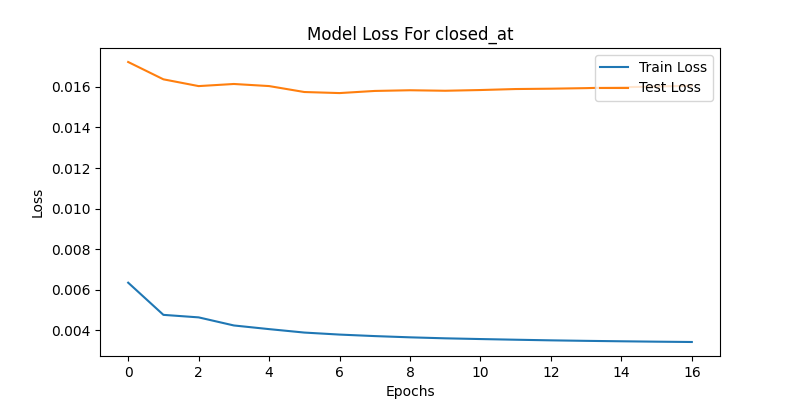 Model Loss For closed_at
Train Loss
Test Loss
0.016
0.014
0.012
0.010
0.008
0.006
0.004
Loss
0 2 4 6 8 10 12 14 16
Epochs